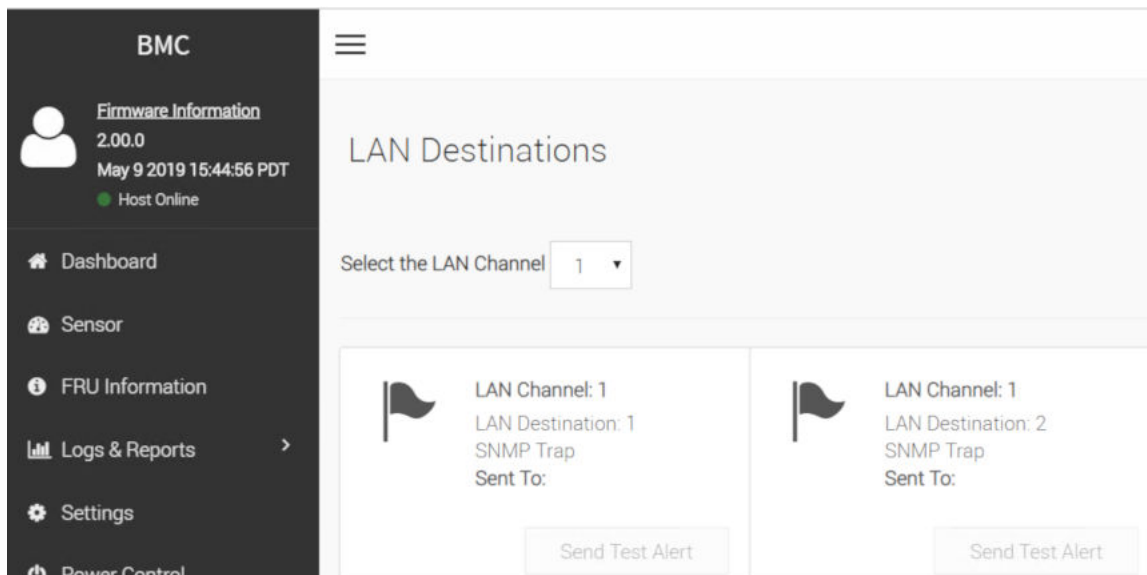 BMC
Firmware Information
2.00.0
May 9 2019 15:44:56 PDT
Host Online
Dashboard
Sensor
FRU Information
Logs & Reports
Settings
Power Control
LAN Destinations
Select the LAN Channel 1
LAN Channel: 1
LAN Destination: 1
SNMP Trap
Sent To:
Send Test Alert
LAN Channel: 1
LAN Destination: 2
SNMP Trap
Sent To:
Send Test Alert